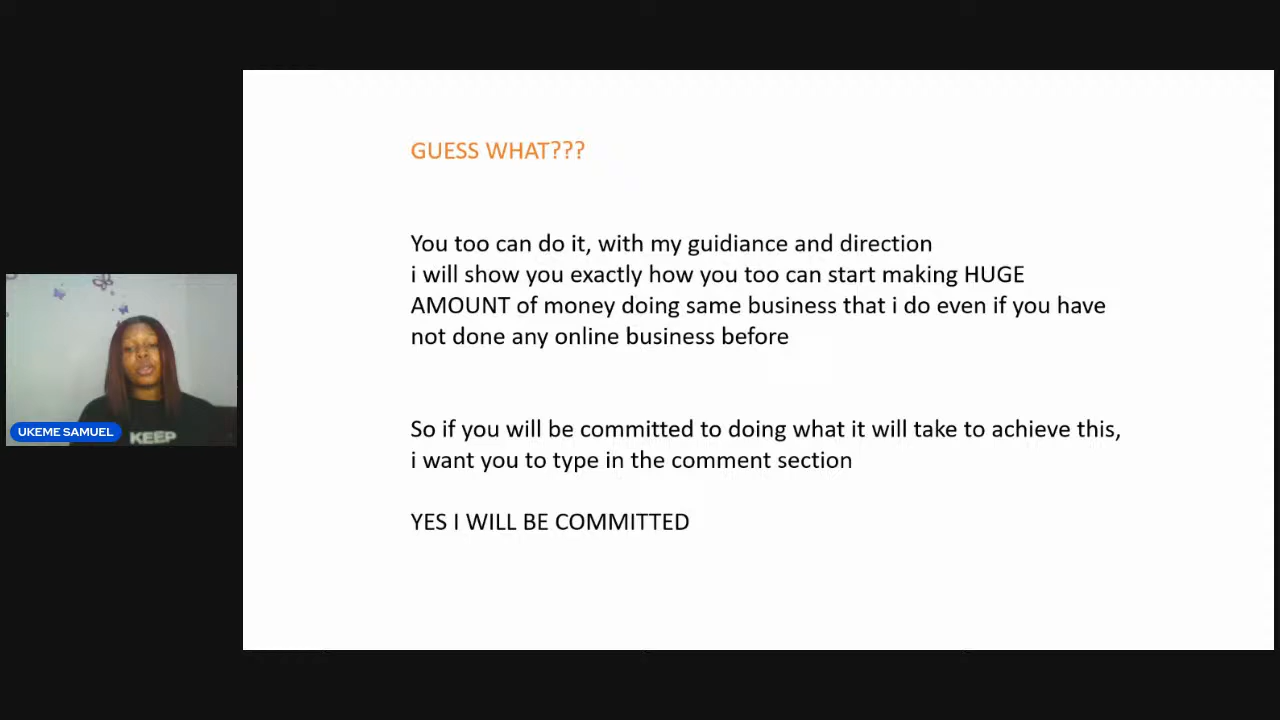 GUESS WHAT???
You too can do it, with my guidiance and direction
i will show you exactly how you too can start making HUGE
AMOUNT of money doing same business that i do even if you have
not done any online business before
So if you will be committed to doing what it will take to achieve this,
i want you to type in the comment section
YES I WILL BE COMMITTED
UKEME SAMUEL
KEEP